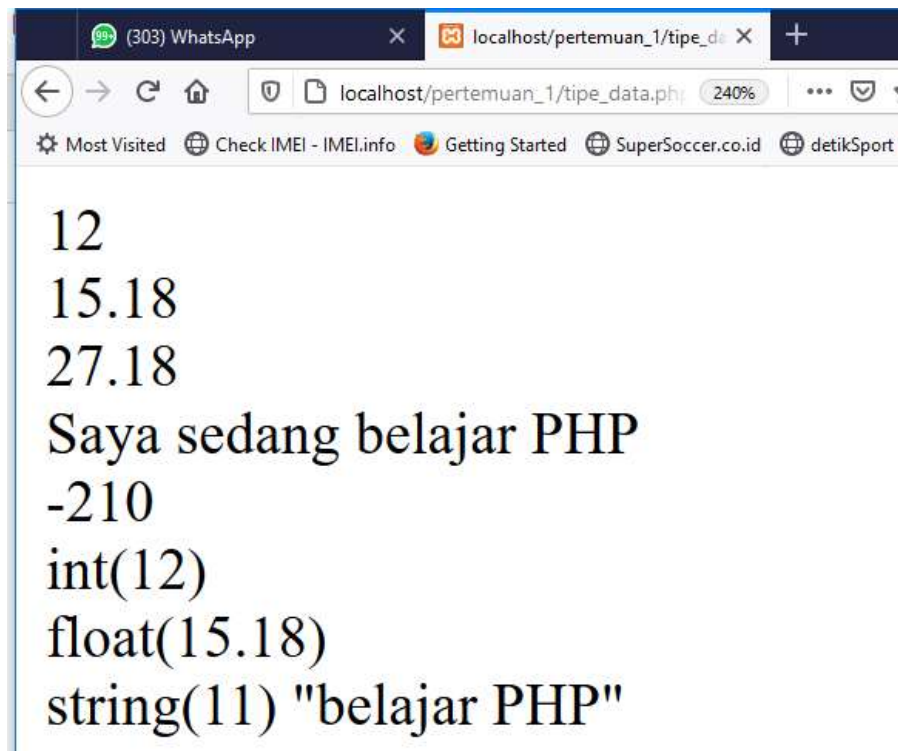 99+ (303) WhatsApp
localhost/pertemuan_1/tipe_da
localhost/pertemuan_1/tipe_data.ph 240%
Most Visited Check IMEI - IMEI.info Getting Started SuperSoccer.co.id detikSport
12
15.18
27.18
Saya sedang belajar PHP
-210
int(12)
float(15.18)
string(11) "belajar PHP"